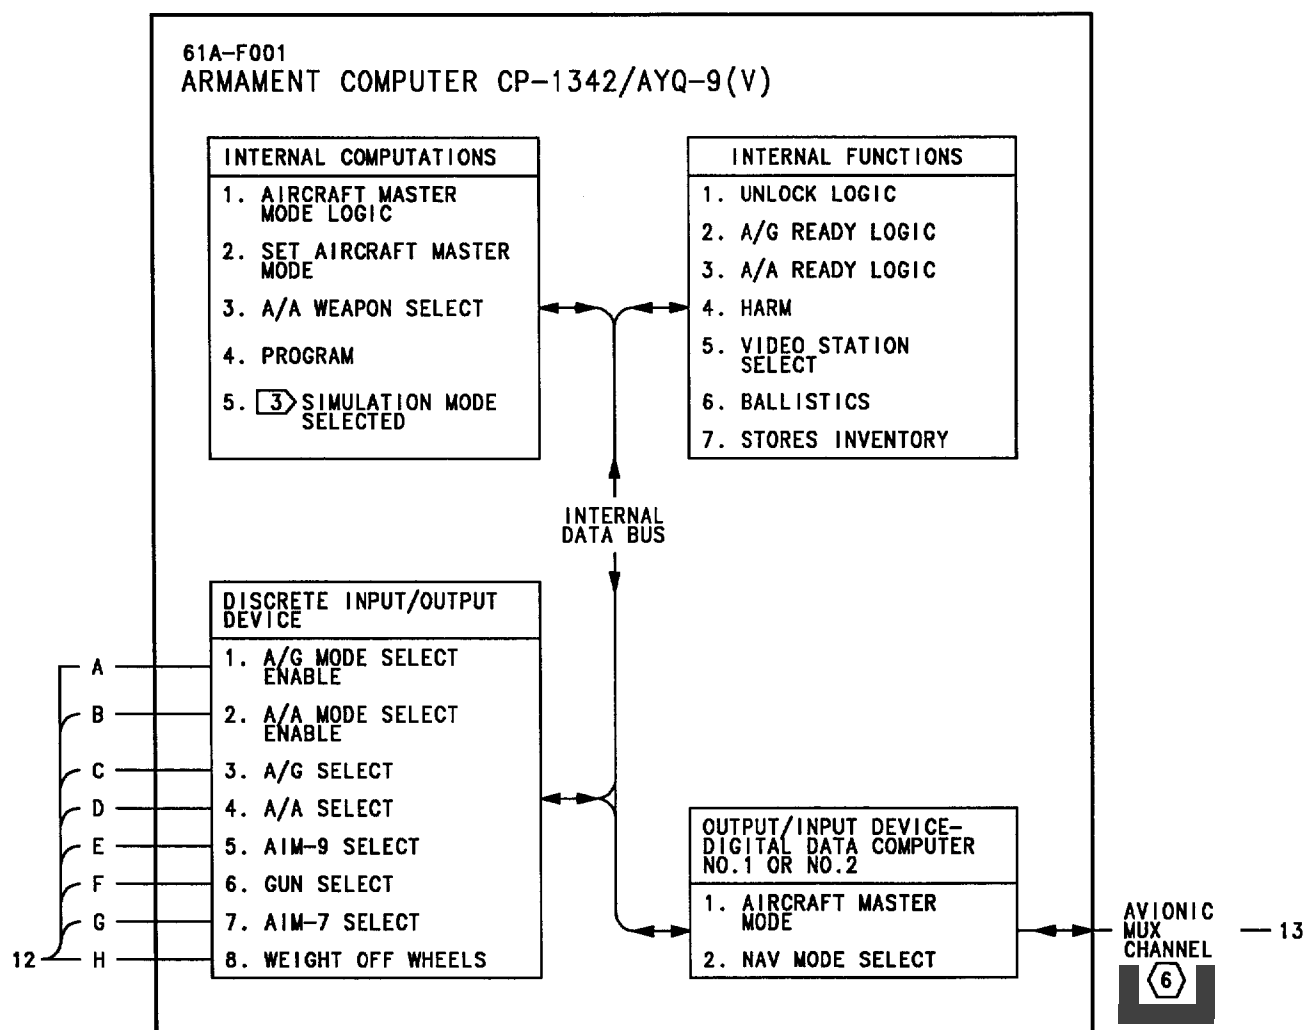 61A-F001
ARMAMENT COMPUTER CP-1342/AYQ-9(V)
INTERNAL COMPUTATIONS
1. AIRCRAFT MASTER
MODE LOGIC
2. SET AIRCRAFT MASTER
MODE
3. A/A WEAPON SELECT
4. PROGRAM
5. 3 SIMULATION MODE
SELECTED
INTERNAL FUNCTIONS
1. UNLOCK LOGIC
2. A/G READY LOGIC
3. A/A READY LOGIC
4. HARM
5. VIDEO STATION
SELECT
6. BALLISTICS
7. STORES INVENTORY
INTERNAL
DATA BUS
DISCRETE INPUT/OUTPUT
DEVICE
A
1. A/G MODE SELECT
ENABLE
B
2. A/A MODE SELECT
ENABLE
C
3. A/G SELECT
D
4. A/A SELECT
E
5. AIM-9 SELECT
F
6. GUN SELECT
G
7. AIM-7 SELECT
12
H
8. WEIGHT OFF WHEELS
OUTPUT/INPUT DEVICE-
DIGITAL DATA COMPUTER
NO.1 OR NO.2
1. AIRCRAFT MASTER
MODE
2. NAV MODE SELECT
AVIONIC
MUX
CHANNEL
6
13